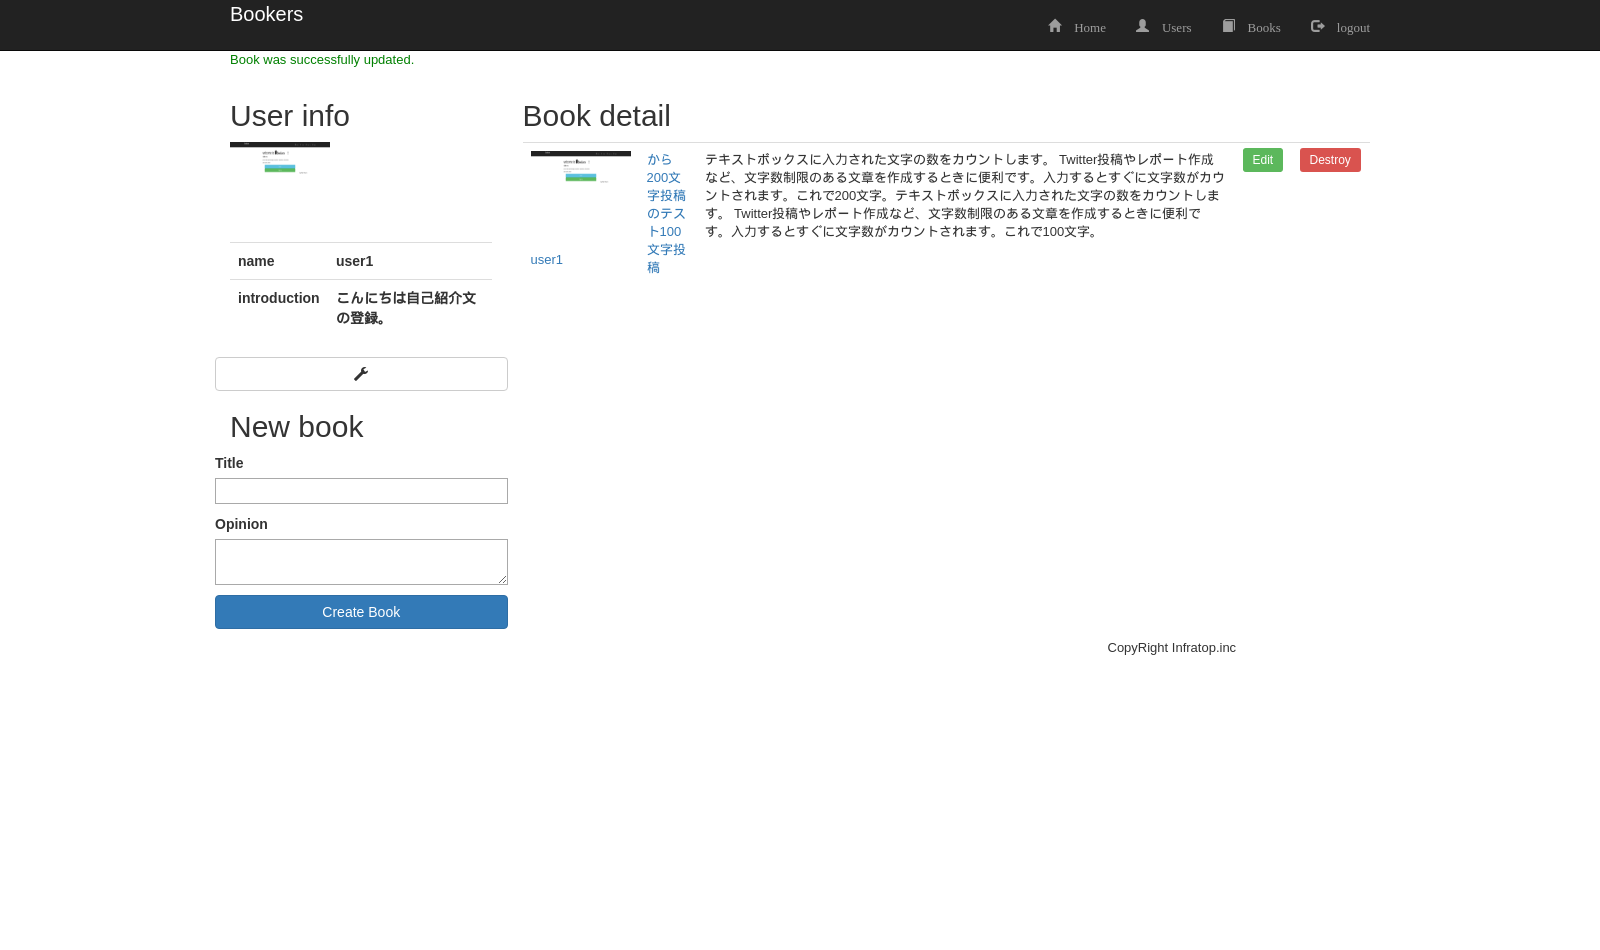 Bookers
Home Users Books logout
Book was successfully updated.
User info
name user1
introduction こんにちは自己紹介文
の登録。
New book
Title
Opinion
Create Book
Book detail
user1
から
200文
字投稿
のテス
ト100
文字投
稿
テキストボックスに入力された文字の数をカウントします。 Twitter投稿やレポート作成
など、文字数制限のある文章を作成するときに便利です。入力するとすぐに文字数がカウ
ントされます。これで200文字。テキストボックスに入力された文字の数をカウントしま
す。 Twitter投稿やレポート作成など、文字数制限のある文章を作成するときに便利で
す。入力するとすぐに文字数がカウントされます。これで100文字。
Edit Destroy
CopyRight Infratop.inc